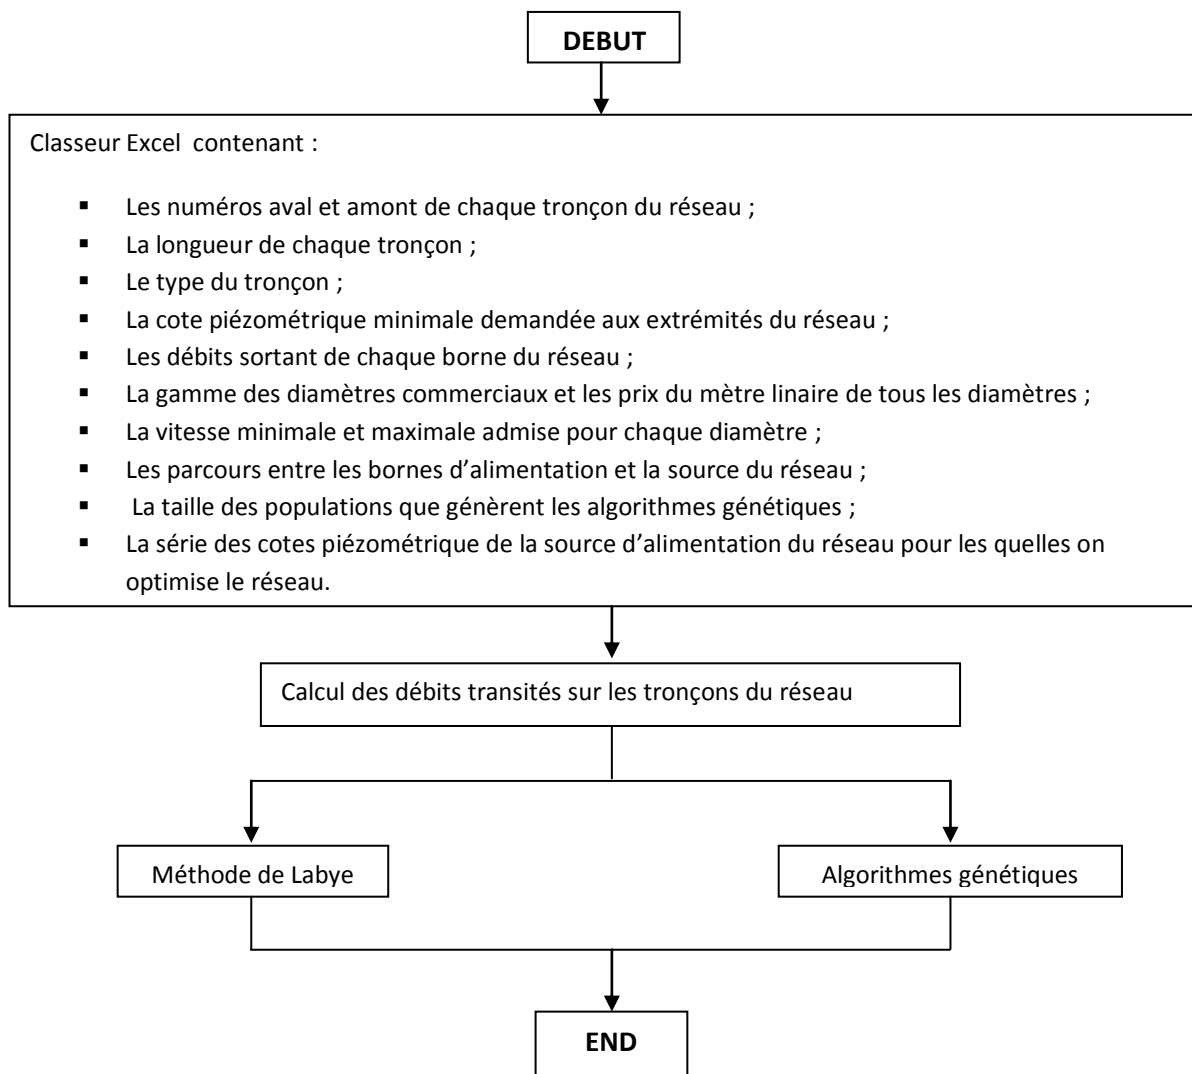 DEBUT
Classeur Excel contenant :
▪ Les numéros aval et amont de chaque tronçon du réseau ;
▪ La longueur de chaque tronçon ;
▪ Le type du tronçon ;
▪ La cote piézométrique minimale demandée aux extrémités du réseau ;
▪ Les débits sortant de chaque borne du réseau ;
▪ La gamme des diamètres commerciaux et les prix du mètre linaire de tous les diamètres ;
▪ La vitesse minimale et maximale admise pour chaque diamètre ;
▪ Les parcours entre les bornes d’alimentation et la source du réseau ;
▪ La taille des populations que génèrent les algorithmes génétiques ;
▪ La série des cotes piézométrique de la source d’alimentation du réseau pour les quelles on
optimise le réseau.
Calcul des débits transités sur les tronçons du réseau
Méthode de Labye
Algorithmes génétiques
END